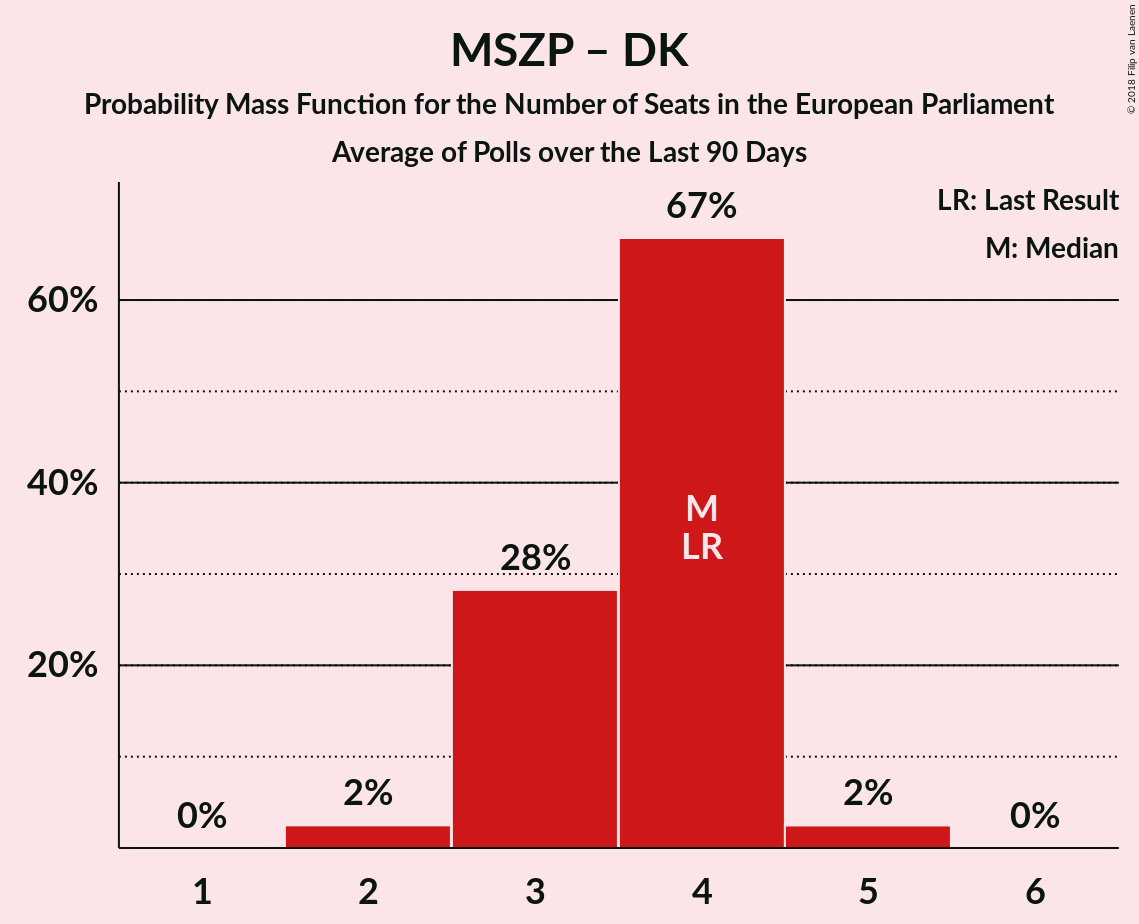 MSZP – DK
Probability Mass Function for the Number of Seats in the European Parliament
Average of Polls over the Last 90 Days
© 2018 Filip van Laenen
LR: Last Result
M: Median
67%
60%
40%
M
LR
28%
20%
2%
2%
0%
0%
1 2 3 4 5 6